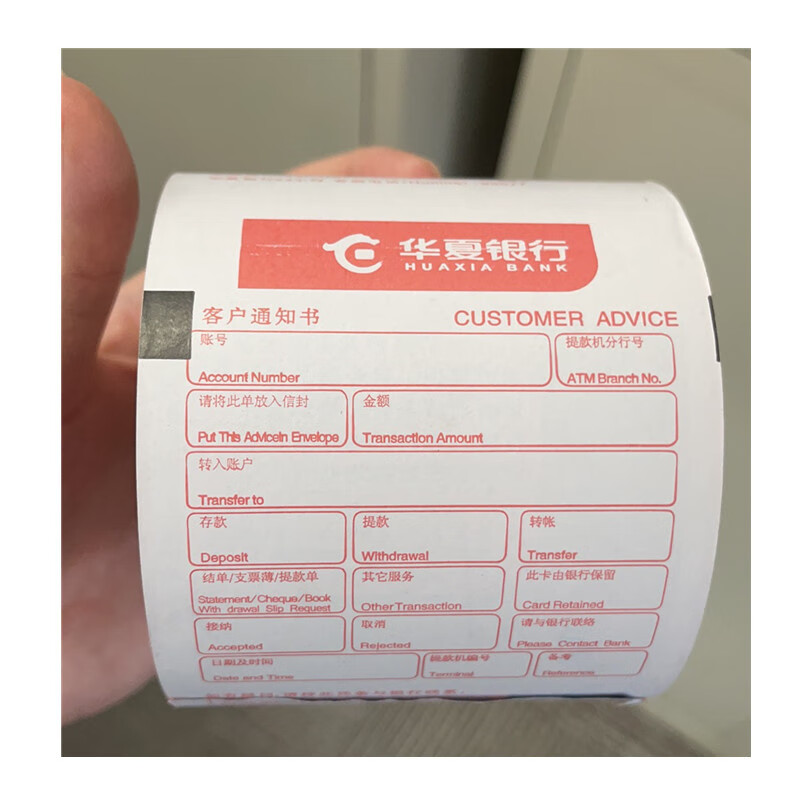 华夏银行
HUAXIA BANK
客户通知书 CUSTOMER ADVICE
账号 提款机分行号
Account Number ATM Branch No.
请将此单放入信封 金额
Put This AdviceIn Envelope Transaction Amount
转入账户
Transfer to
存款 提款 转帐
Deposit Withdrawal Transfer
结单/支票薄/提款单 其它服务 此卡由银行保留
Statement/Cheque/Book
With drawal Slip Request Other Transaction Card Retained
接纳 取消 请与银行联络
Accepted Rejected Please Contact Bank
日期及时间 提款机编号 备考
Date and Time Terminal Reference